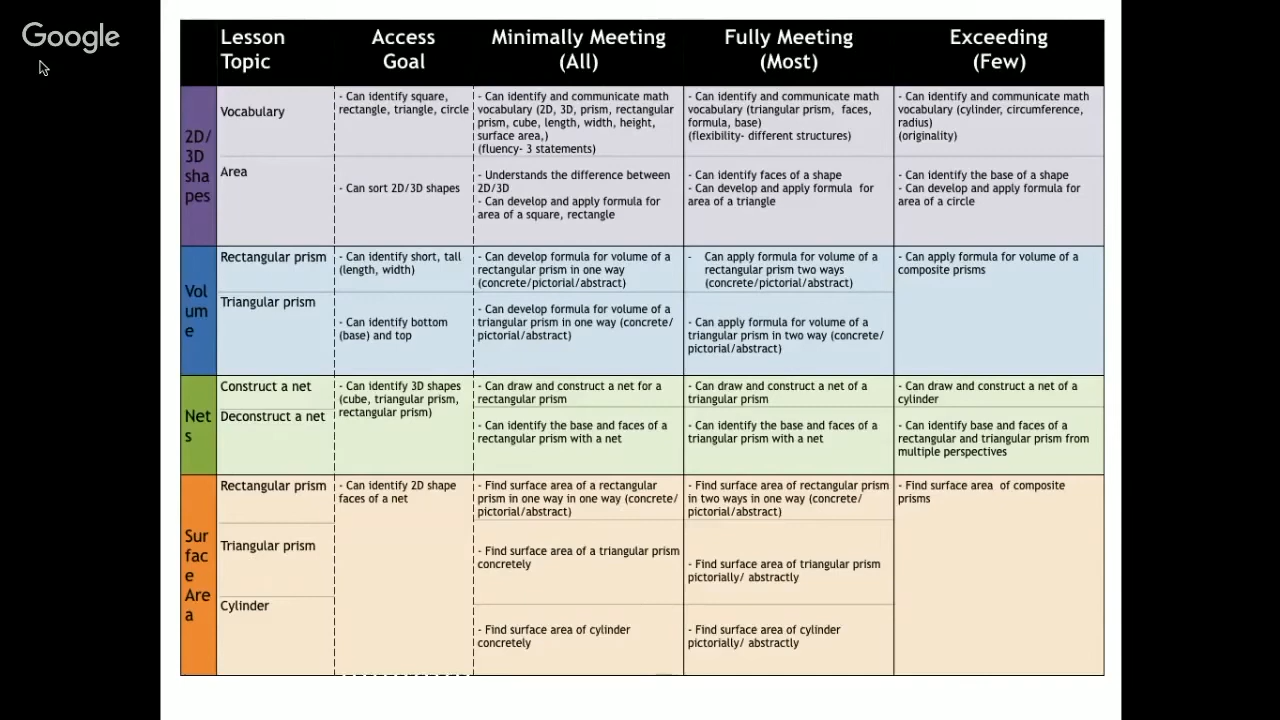 Google
Lesson Topic
Access Goal
Minimally Meeting (All)
Fully Meeting (Most)
Exceeding (Few)
2D/
3D
sha
pes
Vocabulary
- Can identify square,
rectangle, triangle, circle
- Can identify and communicate math
vocabulary (2D, 3D, prism, rectangular
prism, cube, length, width, height,
surface area,)
(fluency- 3 statements)
- Can identify and communicate math
vocabulary (triangular prism, faces,
formula, base)
(flexibility- different structures)
- Can identify and communicate math
vocabulary (cylinder, circumference,
radius)
(originality)
Area
- Can sort 2D/3D shapes
- Understands the difference between
2D/3D
- Can develop and apply formula for
area of a square, rectangle
- Can identify faces of a shape
- Can develop and apply formula for
area of a triangle
- Can identify the base of a shape
- Can develop and apply formula for
area of a circle
Vol
um
e
Rectangular prism
- Can identify short, tall
(length, width)
- Can develop formula for volume of a
rectangular prism in one way
(concrete/pictorial/abstract)
- Can apply formula for volume of a
rectangular prism two ways
(concrete/pictorial/abstract)
- Can apply formula for volume of a
composite prisms
Triangular prism
- Can identify bottom
(base) and top
- Can develop formula for volume of a
triangular prism in one way (concrete/
pictorial/abstract)
- Can apply formula for volume of a
triangular prism in two way (concrete/
pictorial/abstract)
Net
s
Construct a net
- Can identify 3D shapes
(cube, triangular prism,
rectangular prism)
- Can draw and construct a net for a
rectangular prism
- Can draw and construct a net of a
triangular prism
- Can draw and construct a net of a
cylinder
Deconstruct a net
- Can identify the base and faces of a
rectangular prism with a net
- Can identify the base and faces of a
triangular prism with a net
- Can identify base and faces of a
rectangular and triangular prism from
multiple perspectives
Sur
fac
e
Are
a
Rectangular prism
- Can identify 2D shape
faces of a net
- Find surface area of a rectangular
prism in one way in one way (concrete/
pictorial/abstract)
- Find surface area of rectangular prism
in two ways in one way (concrete/
pictorial/abstract)
- Find surface area of composite
prisms
Triangular prism
- Find surface area of a triangular prism
concretely
- Find surface area of triangular prism
pictorially/ abstractly
Cylinder
- Find surface area of cylinder
concretely
- Find surface area of cylinder
pictorially/ abstractly